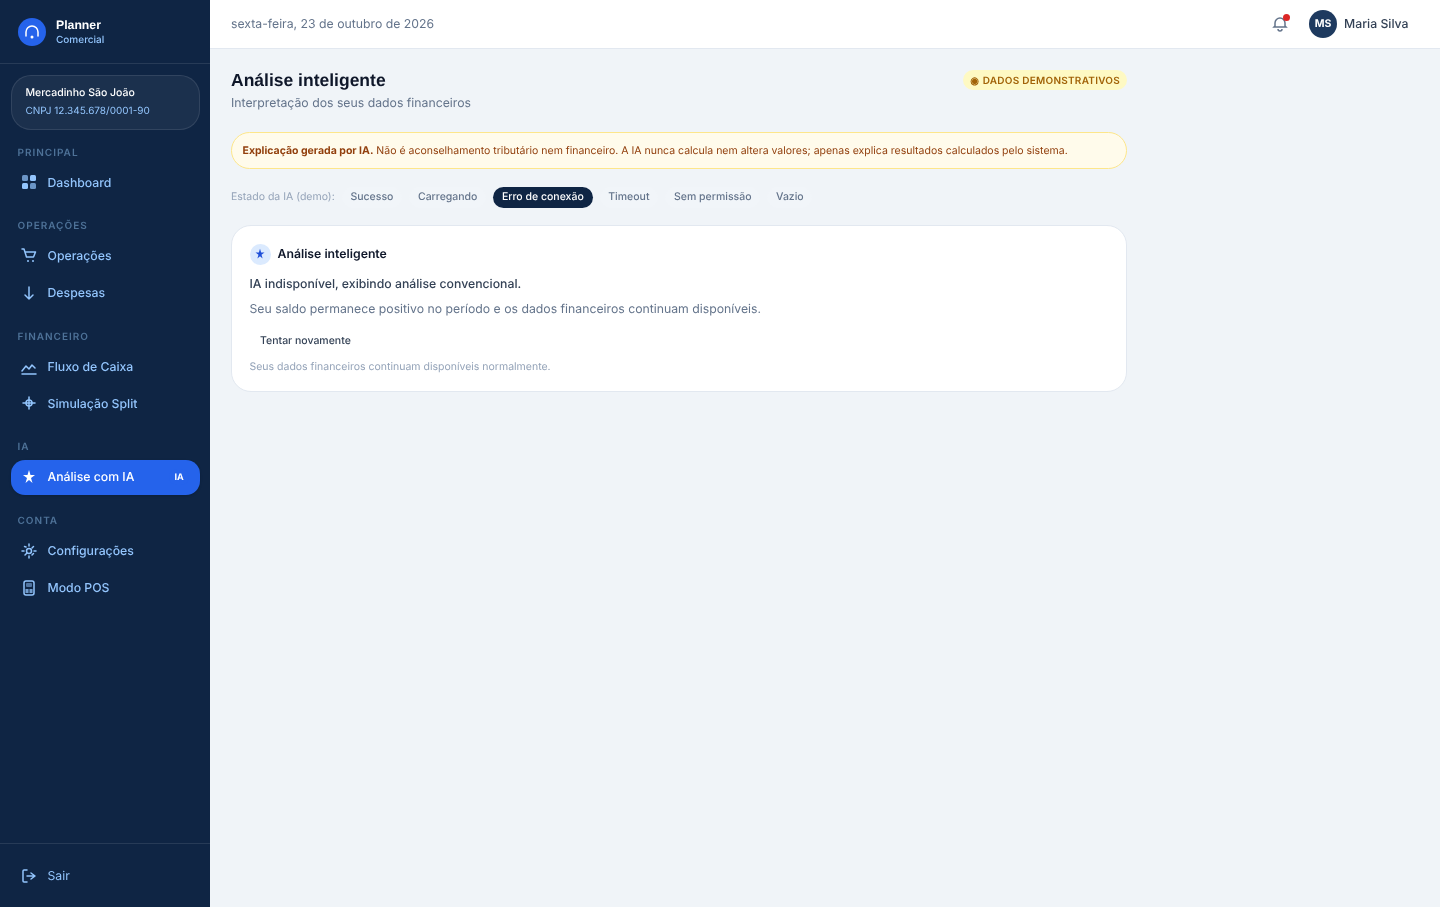 Planner
Comercial
Mercadinho São João
CNPJ 12.345.678/0001-90
PRINCIPAL
Dashboard
OPERAÇÕES
Operações
Despesas
FINANCEIRO
Fluxo de Caixa
Simulação Split
IA
Análise com IA IA
CONTA
Configurações
Modo POS
Sair
sexta-feira, 23 de outubro de 2026
MS Maria Silva
Análise inteligente
DADOS DEMONSTRATIVOS
Interpretação dos seus dados financeiros
Explicação gerada por IA. Não é aconselhamento tributário nem financeiro. A IA nunca calcula nem altera valores; apenas explica resultados calculados pelo sistema.
Estado da IA (demo): Sucesso Carregando Erro de conexão Timeout Sem permissão Vazio
Análise inteligente
IA indisponível, exibindo análise convencional.
Seu saldo permanece positivo no período e os dados financeiros continuam disponíveis.
Tentar novamente
Seus dados financeiros continuam disponíveis normalmente.